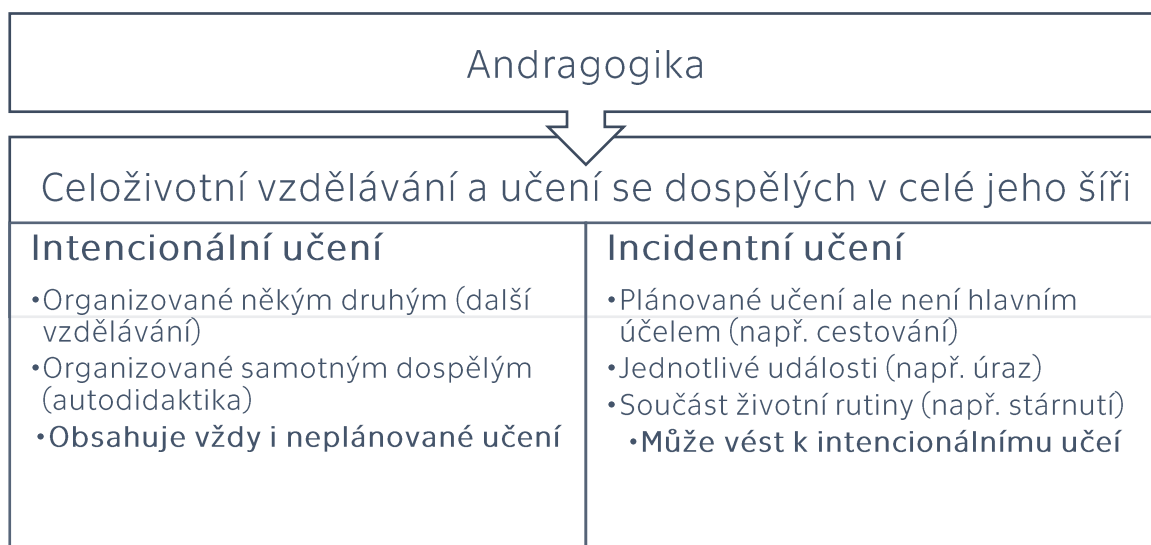 Andragogika
Celoživotní vzdělávání a učení se dospělých v celé jeho šíři
Intencionální učení
•Organizované někým druhým (další
vzdělávání)
•Organizované samotným dospělým
(autodidaktika)
•Obsahuje vždy i neplánované učení
Incidentní učení
•Plánované učení ale není hlavním
účelem (např. cestování)
•Jednotlivé události (např. úraz)
•Součást životní rutiny (např. stárnutí)
•Může vést k intencionálnímu učeí